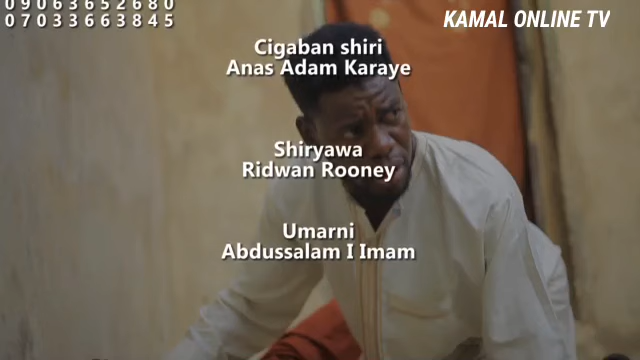 09063652680
07033663845
KAMAL ONLINE TV
Cigaban shiri
Anas Adam Karaye
Shiryawa
Ridwan Rooney
Umarni
Abdussalam I Imam